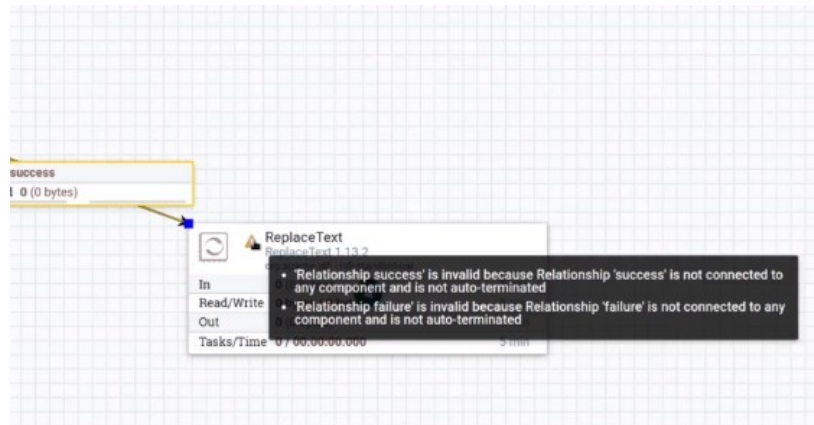 success
0 (0 bytes)
ReplaceText
ReplaceText 1.13.2
In
• 'Relationship success' is invalid because Relationship 'success' is not connected to
any component and is not auto-terminated
Read/Write
• 'Relationship failure' is invalid because Relationship 'failure' is not connected to any
component and is not auto-terminated
Out
Tasks/Time 0 / 00:00:00.000 5 min